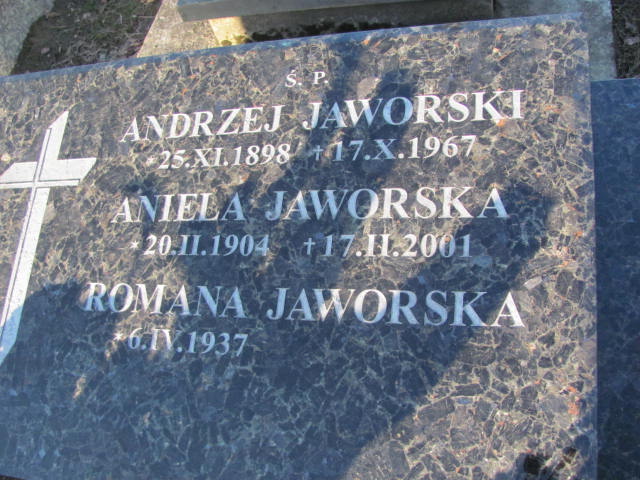 Ś. P.
ANDRZEJ JAWORSKI
*25.XI.1898 †17.X.1967
ANIELA JAWORSKA
*20.II.1904 †17.II.2001
ROMANA JAWORSKA
*6.IV.1937